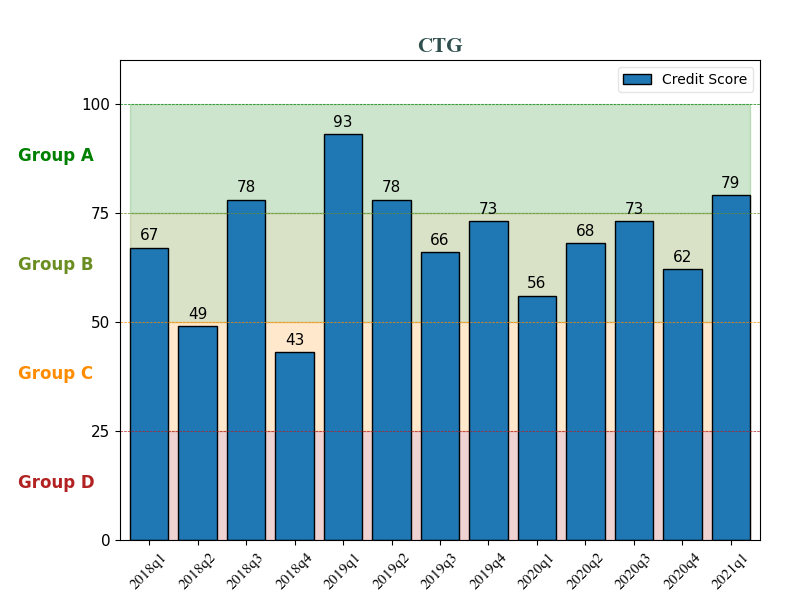 CTG
Credit Score
100
75
50
25
0
Group A
Group B
Group C
Group D
67
49
78
43
93
78
66
73
56
68
73
62
79
2018q1
2018q2
2018q3
2018q4
2019q1
2019q2
2019q3
2019q4
2020q1
2020q2
2020q3
2020q4
2021q1